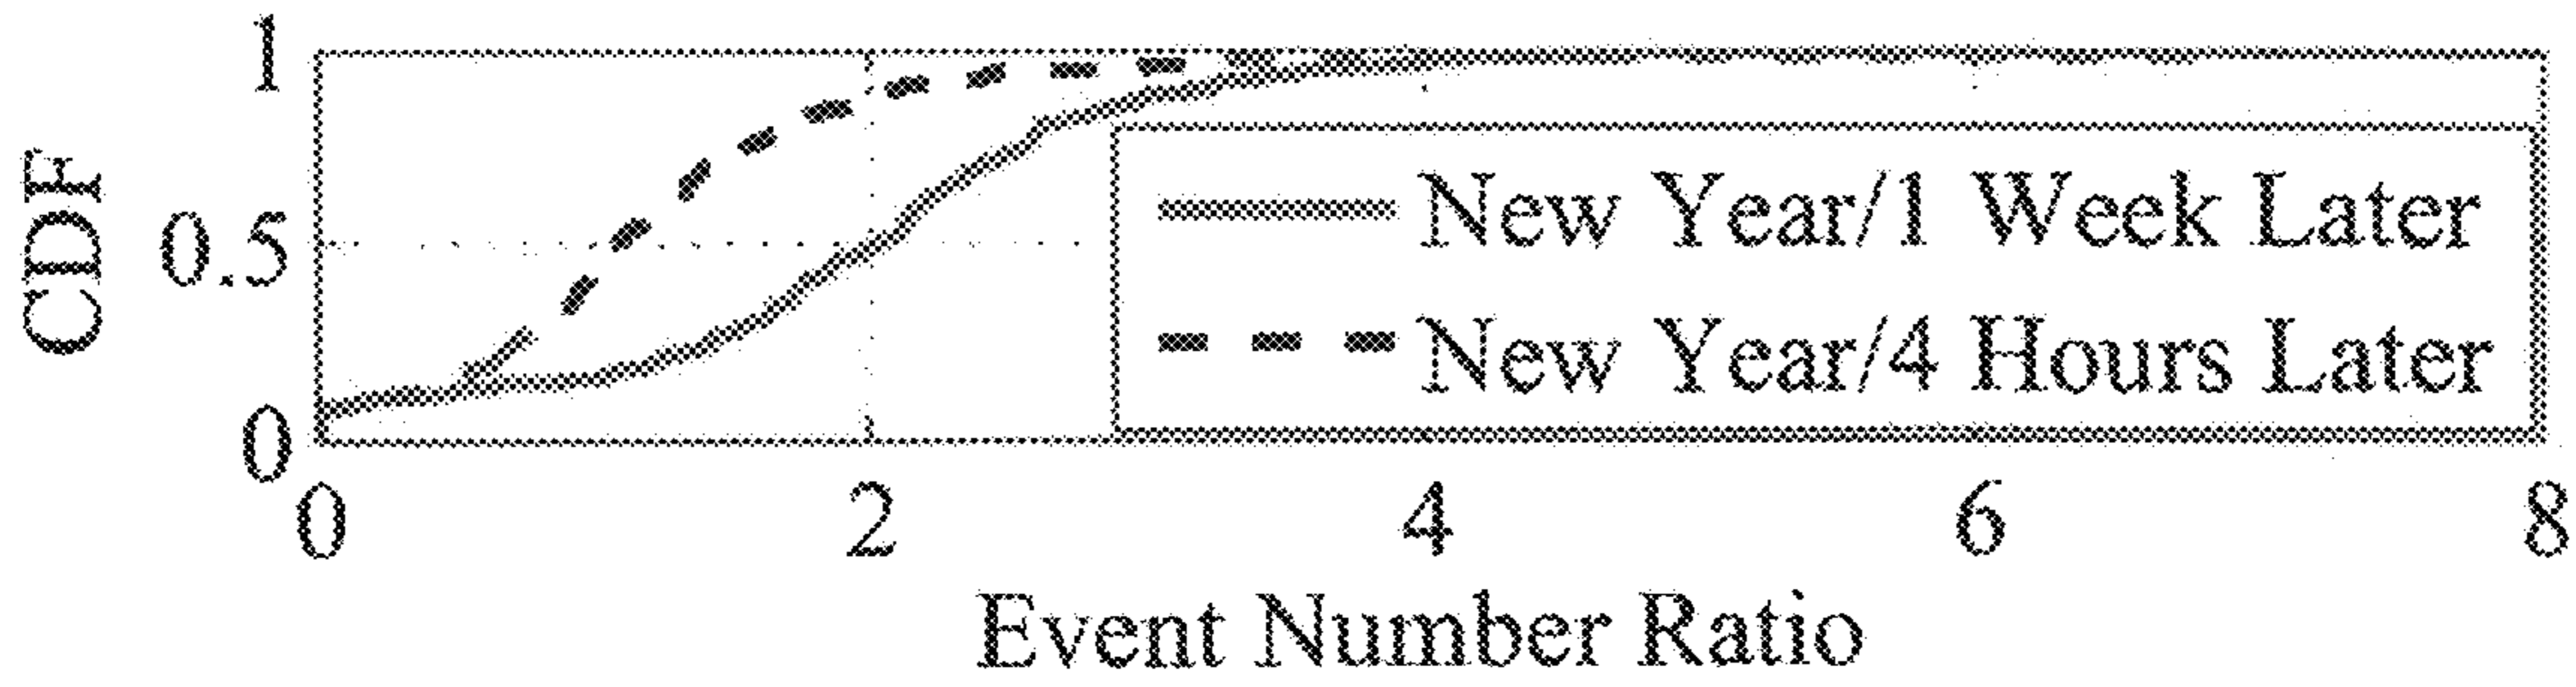 1
CDF
0.5
0
New Year/1 Week Later
New Year/4 Hours Later
0 2 4 6 8
Event Number Ratio